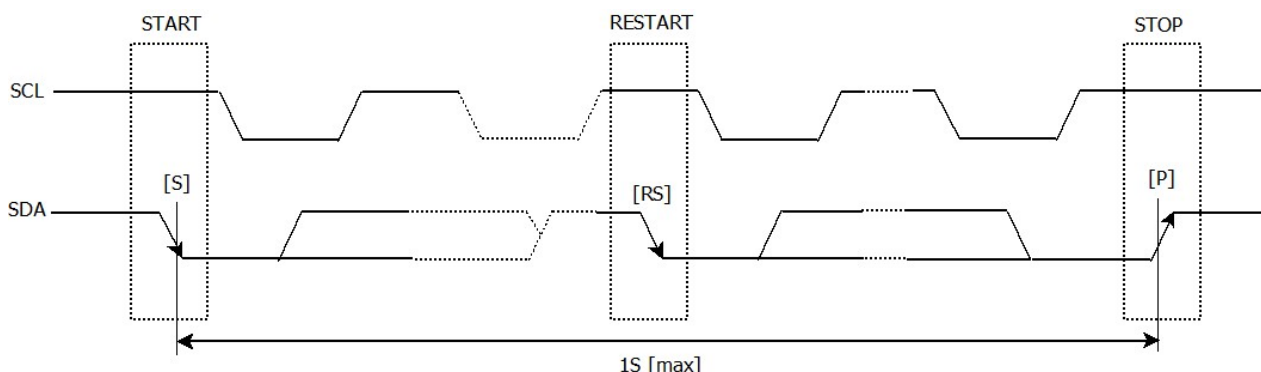 START
RESTART
STOP
SCL
[S]
[RS]
[P]
SDA
1S [max]